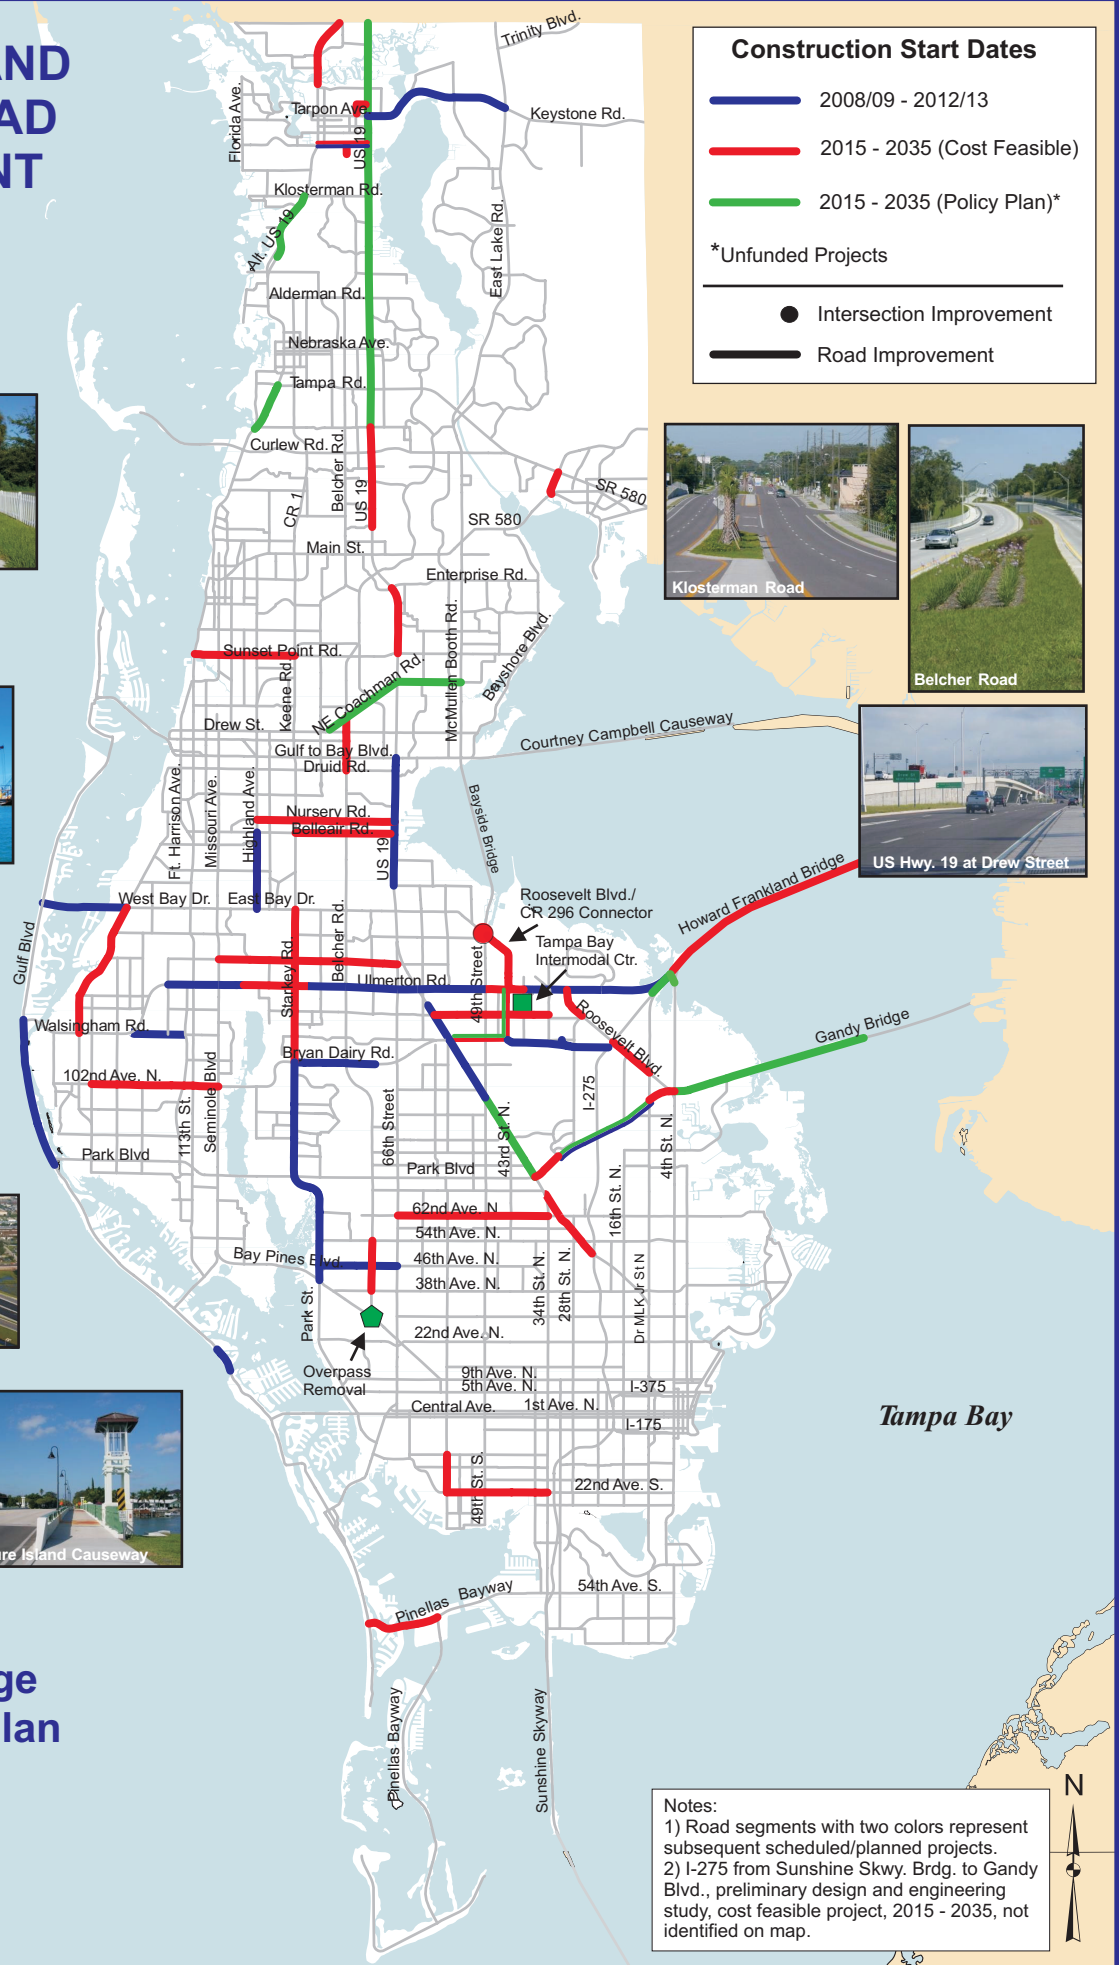 AND
AD
NT
Construction Start Dates
2008/09 - 2012/13
2015 - 2035 (Cost Feasible)
2015 - 2035 (Policy Plan)*
*Unfunded Projects
Intersection Improvement
Road Improvement
Trinity Blvd.
Florida Ave.
Tarpon Ave.
Keystone Rd.
US 19
Klosterman Rd.
Alt. US 19
East Lake Rd.
Alderman Rd.
Nebraska Ave.
Tampa Rd.
Curlew Rd.
Belcher Rd.
US 19
CR 1
SR 580
SR 580
Main St.
Enterprise Rd.
Klosterman Road
Belcher Road
Sunset Point Rd.
Keene Rd.
NE Coachman Rd.
McMullen Booth Rd.
Bayshore Blvd.
Drew St.
Gulf to Bay Blvd.
Druid Rd.
Courtney Campbell Causeway
Ft. Harrison Ave.
Missouri Ave.
Highland Ave.
Nursery Rd.
Belleair Rd.
US 19
Bayside Bridge
US Hwy. 19 at Drew Street
West Bay Dr.
East Bay Dr.
Roosevelt Blvd./
CR 296 Connector
Howard Frankland Bridge
Gulf Blvd
Starkey Rd.
Belcher Rd.
49th Street
Tampa Bay
Intermodal Ctr.
Ulmerton Rd.
Walsingham Rd.
Roosevelt Blvd.
Gandy Bridge
Bryan Dairy Rd.
102nd Ave. N.
113th St.
Seminole Blvd
66th Street
43rd St. N.
I-275
4th St. N.
Park Blvd
Park Blvd
16th St. N.
62nd Ave. N
54th Ave. N.
Bay Pines Blvd.
46th Ave. N.
38th Ave. N.
34th St. N.
28th St. N.
Dr MLK Jr St N
Park St.
22nd Ave. N.
Overpass
Removal
9th Ave. N.
5th Ave. N.
I-375
Central Ave.
1st Ave. N.
I-175
Tampa Bay
49th St. S.
22nd Ave. S.
ure Island Causeway
54th Ave. S.
Pinellas Bayway
Pinellas Bayway
Sunshine Skyway
ge
lan
N
Notes:
1) Road segments with two colors represent
subsequent scheduled/planned projects.
2) I-275 from Sunshine Skwy. Brdg. to Gandy
Blvd., preliminary design and engineering
study, cost feasible project, 2015 - 2035, not
identified on map.